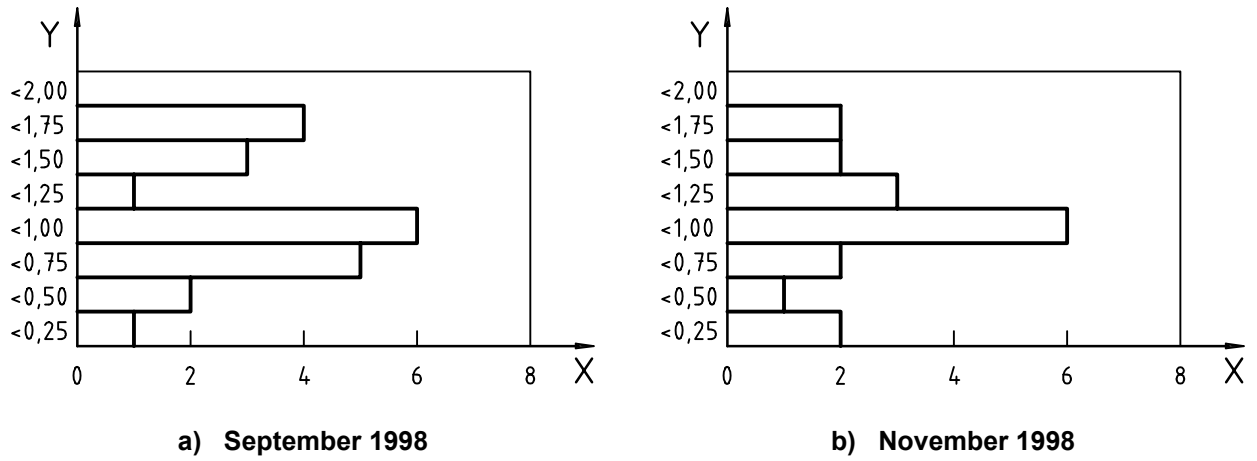 Y
<2,00
<1,75
<1,50
<1,25
<1,00
<0,75
<0,50
<0,25
0 2 4 6 8 X
a) September 1998
Y
<2,00
<1,75
<1,50
<1,25
<1,00
<0,75
<0,50
<0,25
0 2 4 6 8 X
b) November 1998